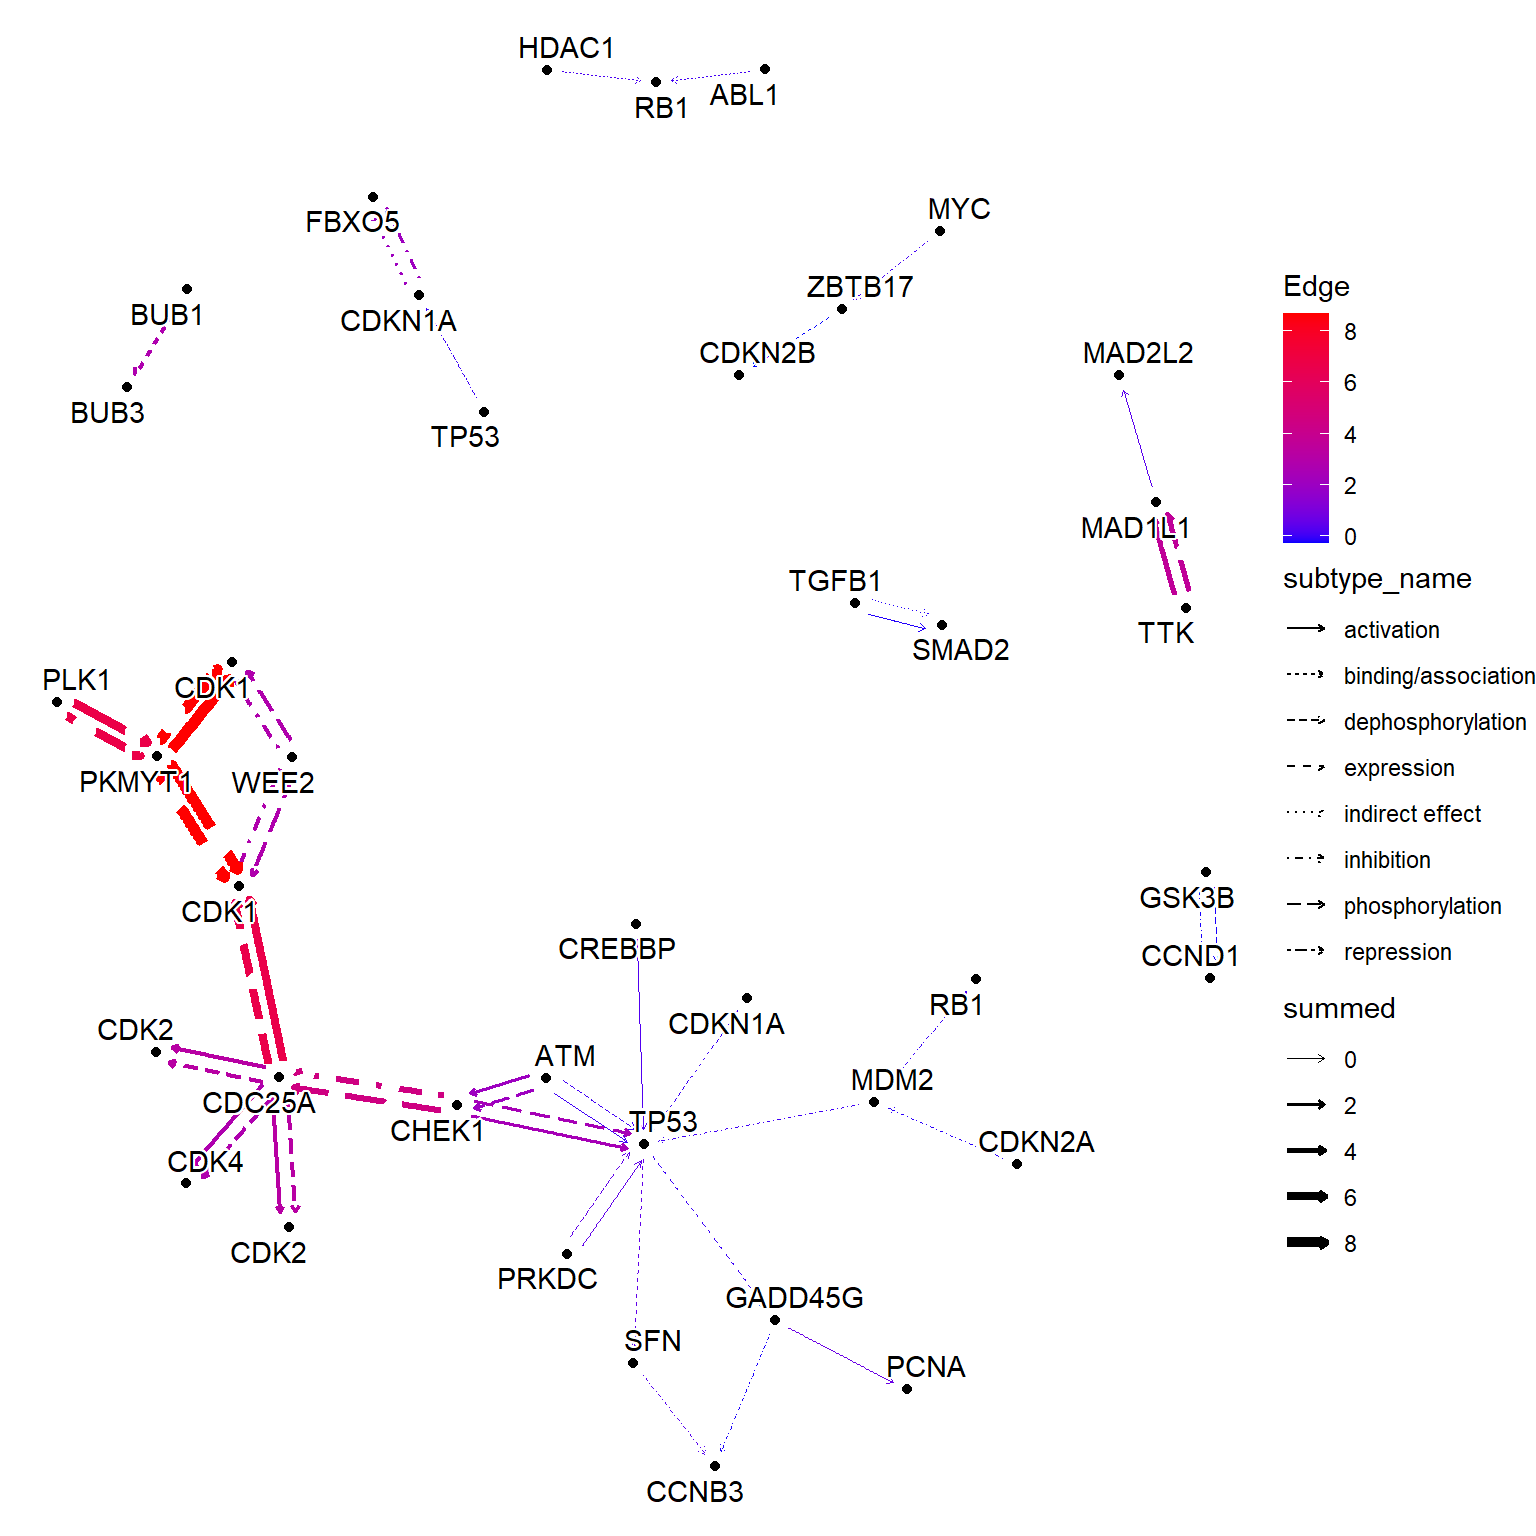 HDAC1
RB1
ABL1
FBXO5
MYC
BUB1
CDKN1A
ZBTB17
CDKN2B
MAD2L2
BUB3
TP53
MAD1L1
TGFB1
SMAD2
TTK
PLK1
CDK1
PKMYT1
WEE2
CDK1
GSK3B
CCND1
CREBBP
RB1
CDKN1A
CDK2
ATM
MDM2
CDC25A
CHEK1
TP53
CDKN2A
CDK4
CDK2
PRKDC
GADD45G
SFN
PCNA
CCNB3
Edge
8
6
4
2
0
subtype_name
activation
binding/association
dephosphorylation
expression
indirect effect
inhibition
phosphorylation
repression
summed
0
2
4
6
8